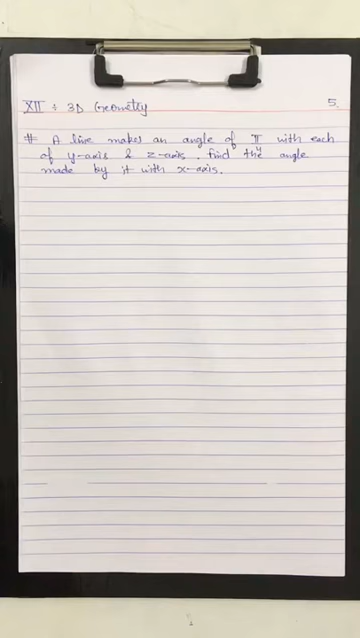 XII ÷ 3D Geometry 5.
# A line makes an angle of π/4 with each
of y-axis & z-axis. find the angle
made by it with x-axis.